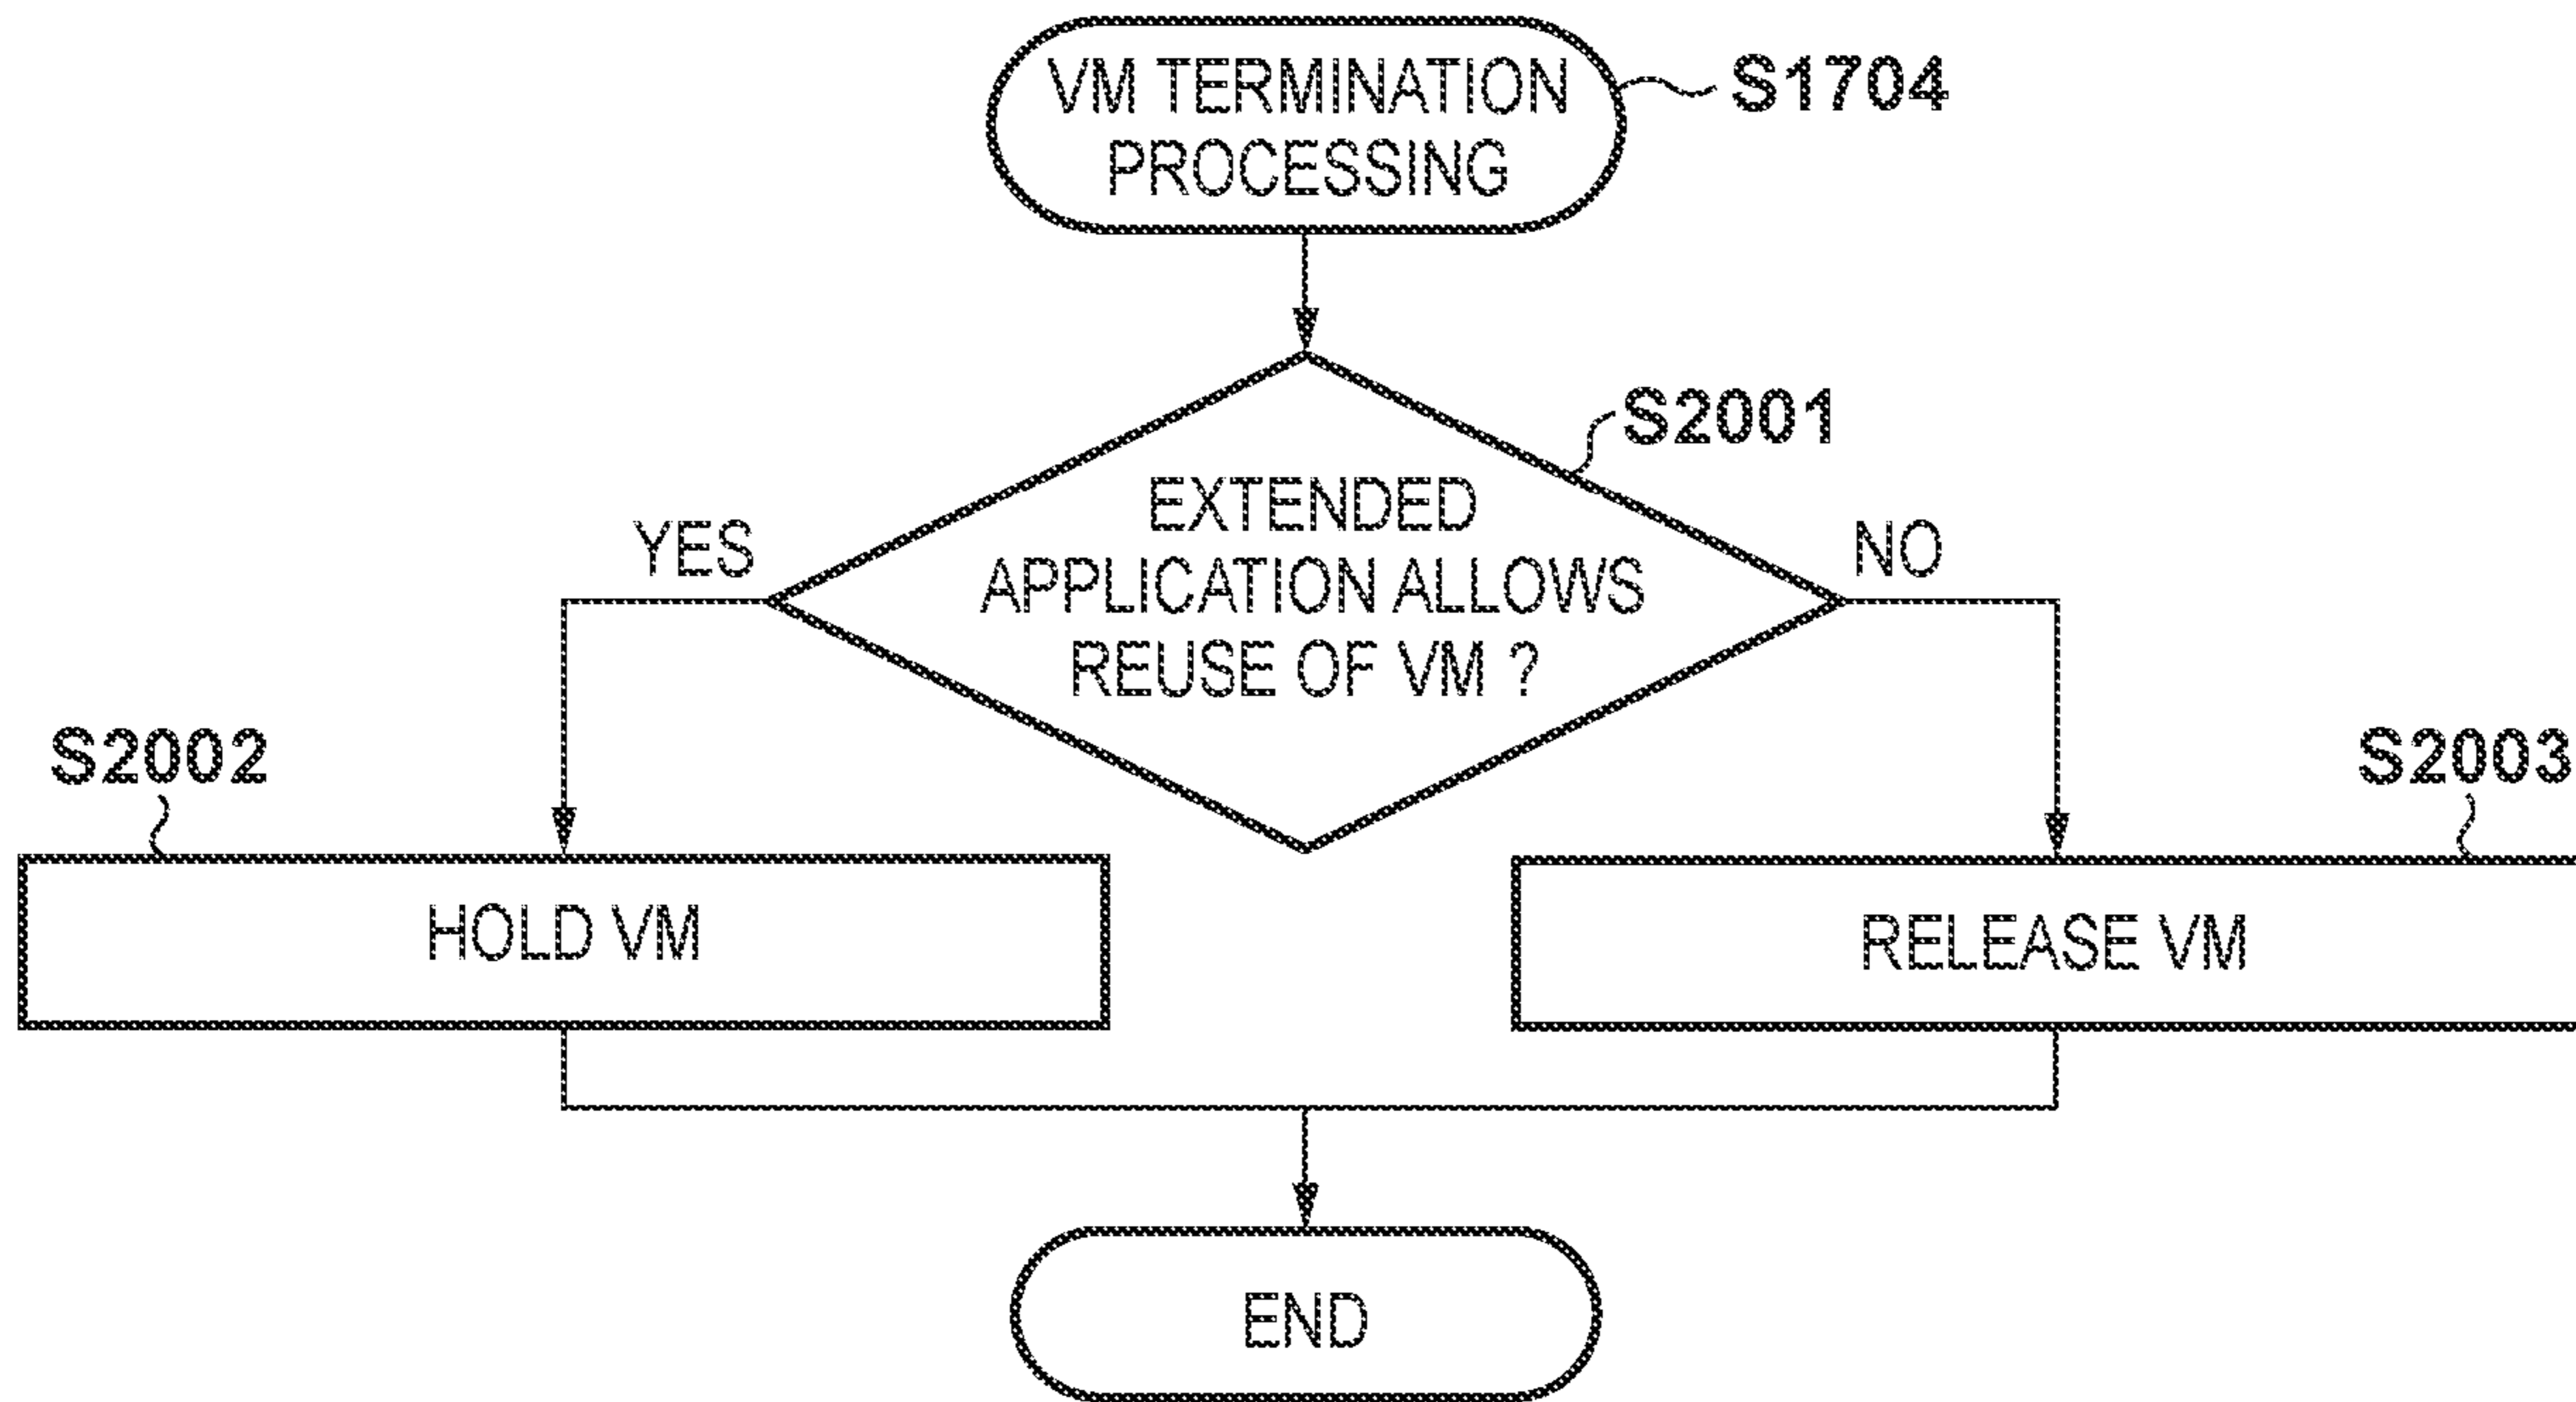 VM TERMINATION
PROCESSING
S1704
S2001
EXTENDED
APPLICATION ALLOWS
REUSE OF VM ?
YES
NO
S2002
S2003
HOLD VM
RELEASE VM
END